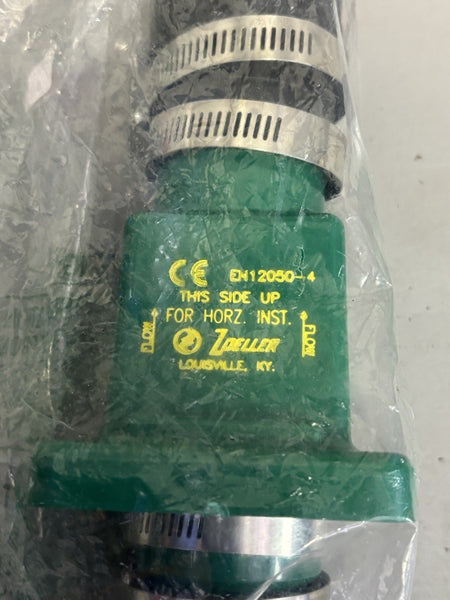 CE EN12050-4
THIS SIDE UP
FOR HORZ. INST.
FLOW
FLOW
ZOELLER
LOUISVILLE, KY.